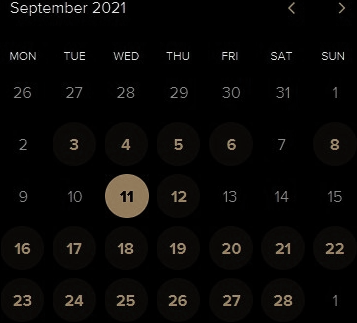 September 2021
MON TUE WED THU FRI SAT SUN
26 27 28 29 30 31 1
2 3 4 5 6 7 8
9 10 11 12 13 14 15
16 17 18 19 20 21 22
23 24 25 26 27 28 1